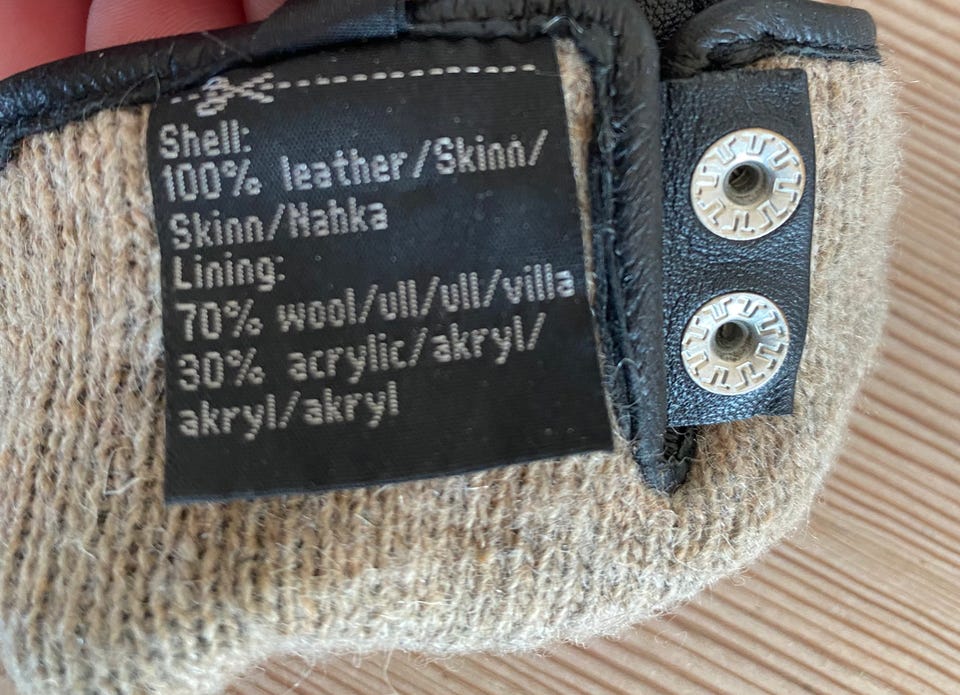 Shell:
100% leather/Skinn/
Skinn/Nahka
Lining:
70% wool/ull/ull/villa
30% acrylic/akryl/
akryl/akryl